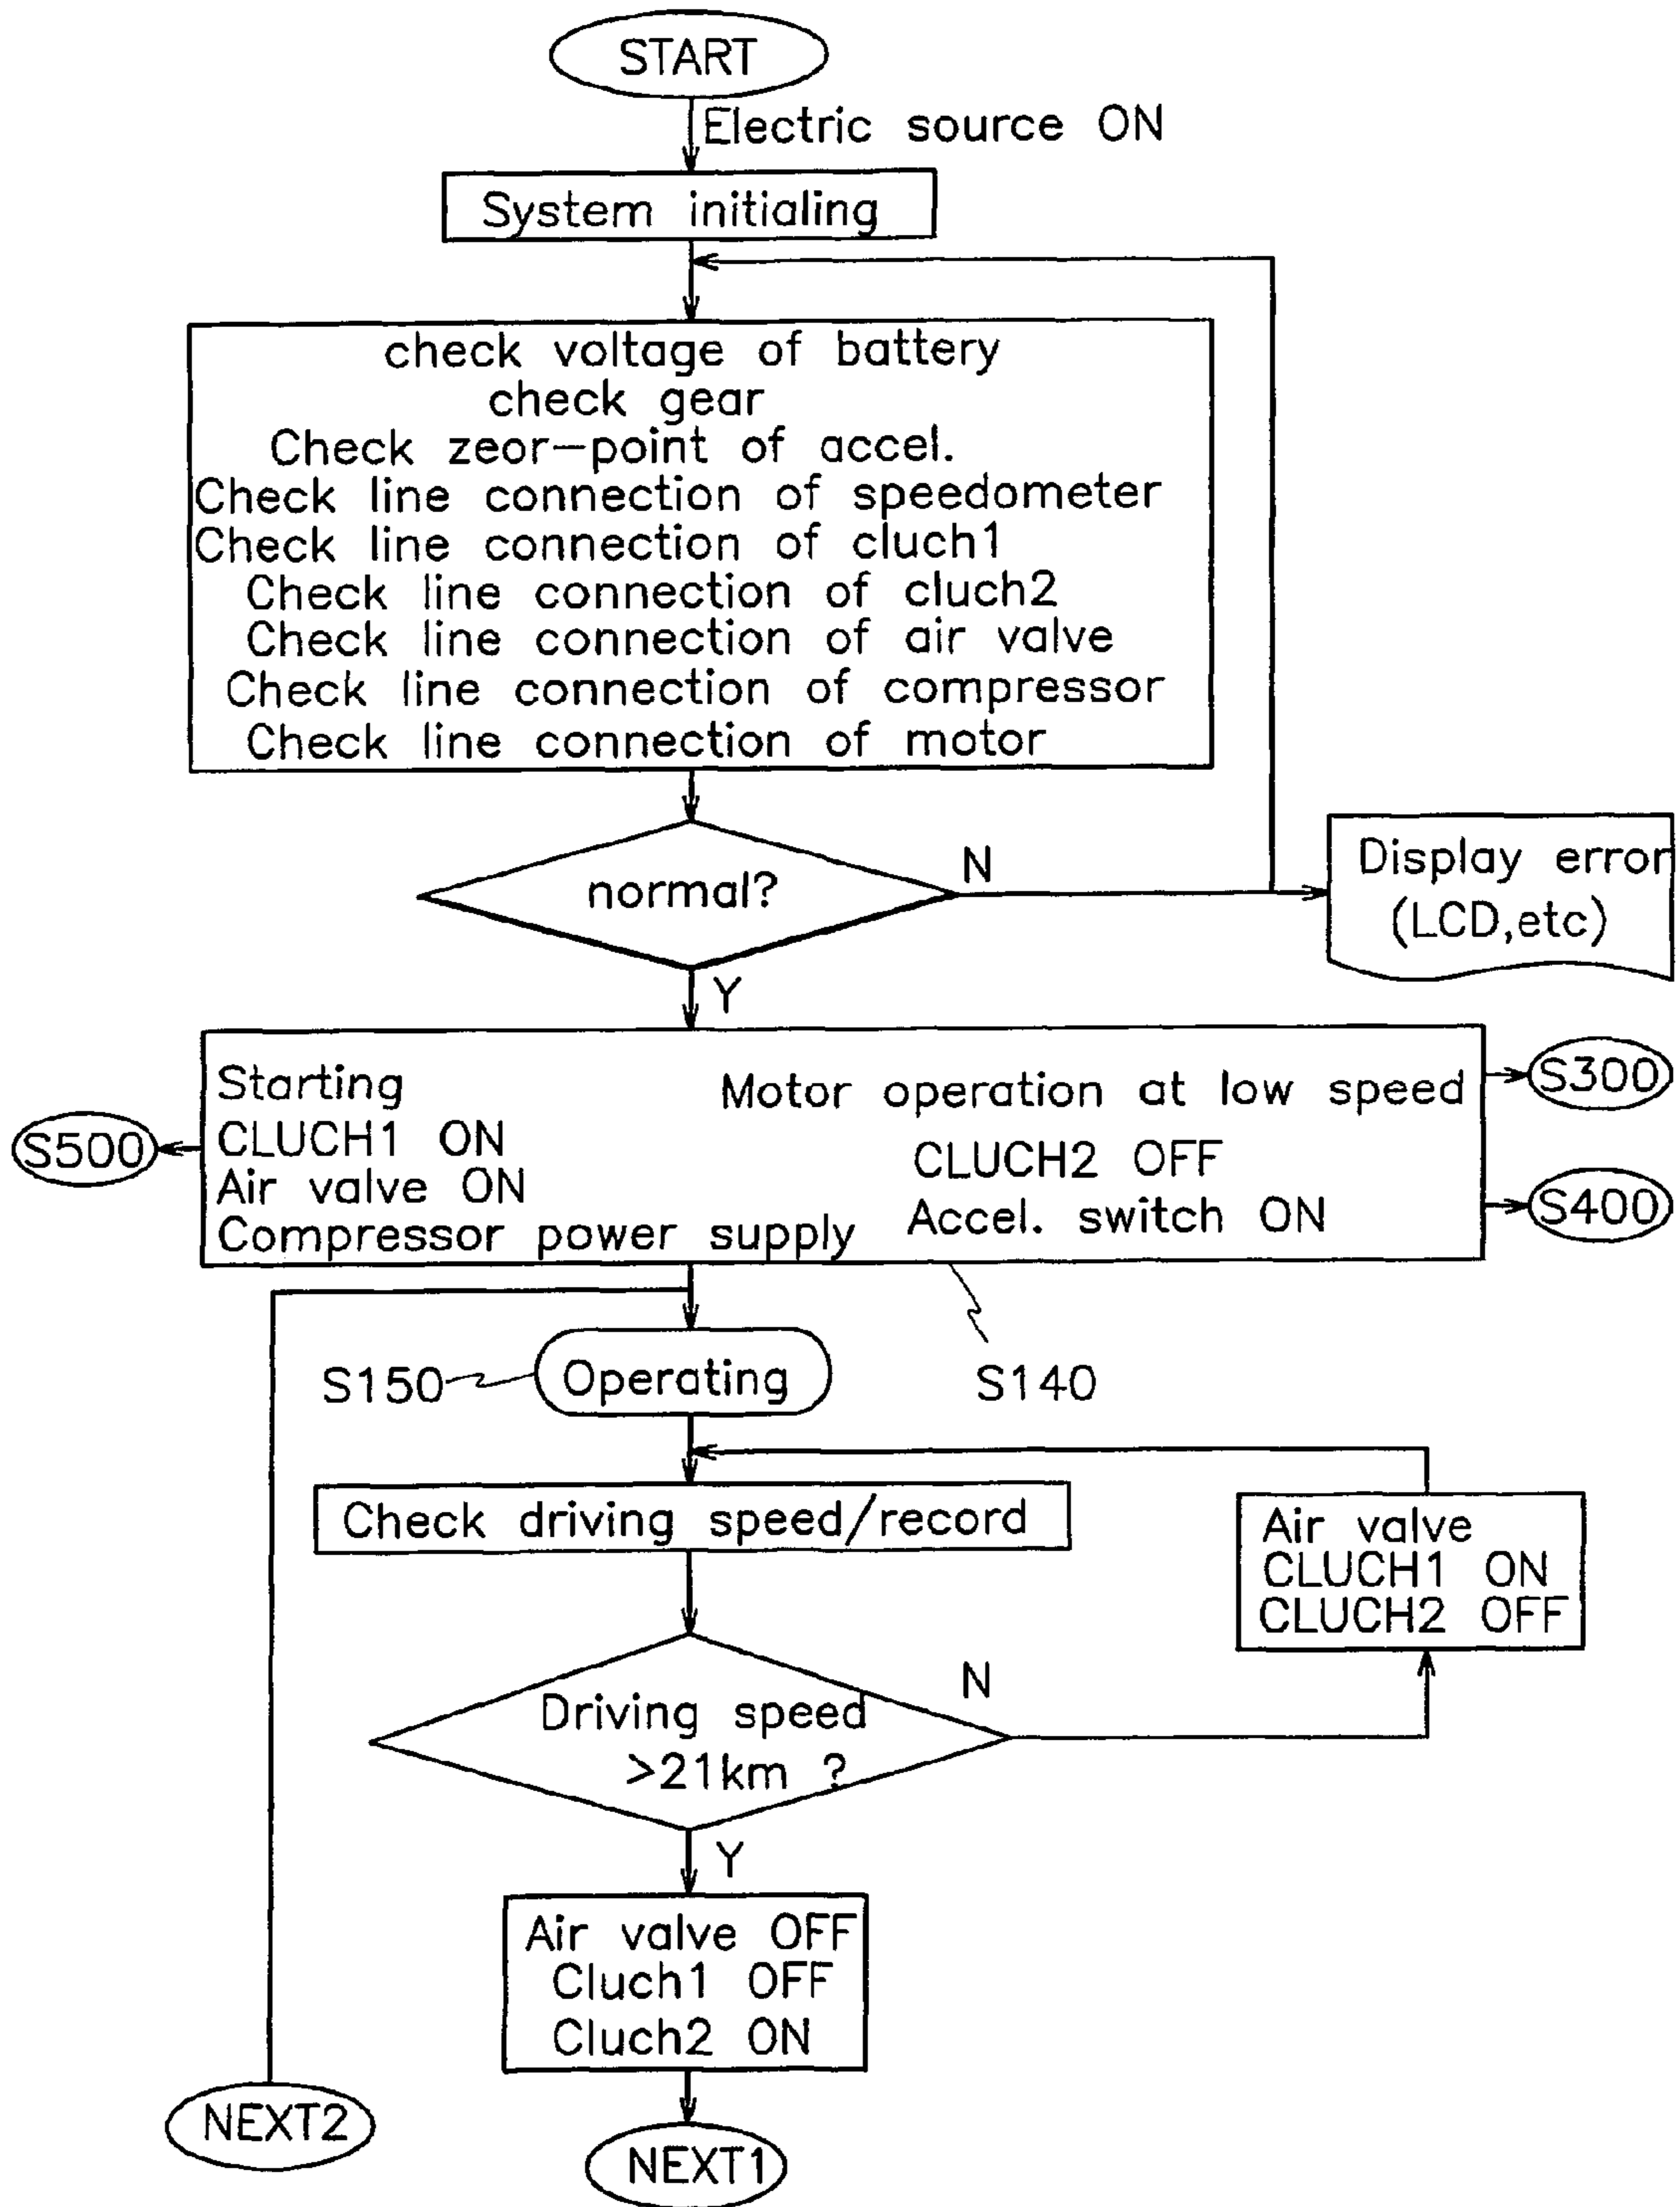 START
Electric source ON
System initialing
check voltage of battery
check gear
Check zeor-point of accel.
Check line connection of speedometer
Check line connection of cluch1
Check line connection of cluch2
Check line connection of air valve
Check line connection of compressor
Check line connection of motor
normal?
N
Display error
(LCD,etc)
Y
Starting
CLUCH1 ON
Air valve ON
Compressor power supply
Motor operation at low speed
CLUCH2 OFF
Accel. switch ON
S300
S400
S500
S140
S150
Operating
Check driving speed/record
Air valve
CLUCH1 ON
CLUCH2 OFF
Driving speed
>21km ?
N
Y
Air valve OFF
Cluch1 OFF
Cluch2 ON
NEXT2
NEXT1